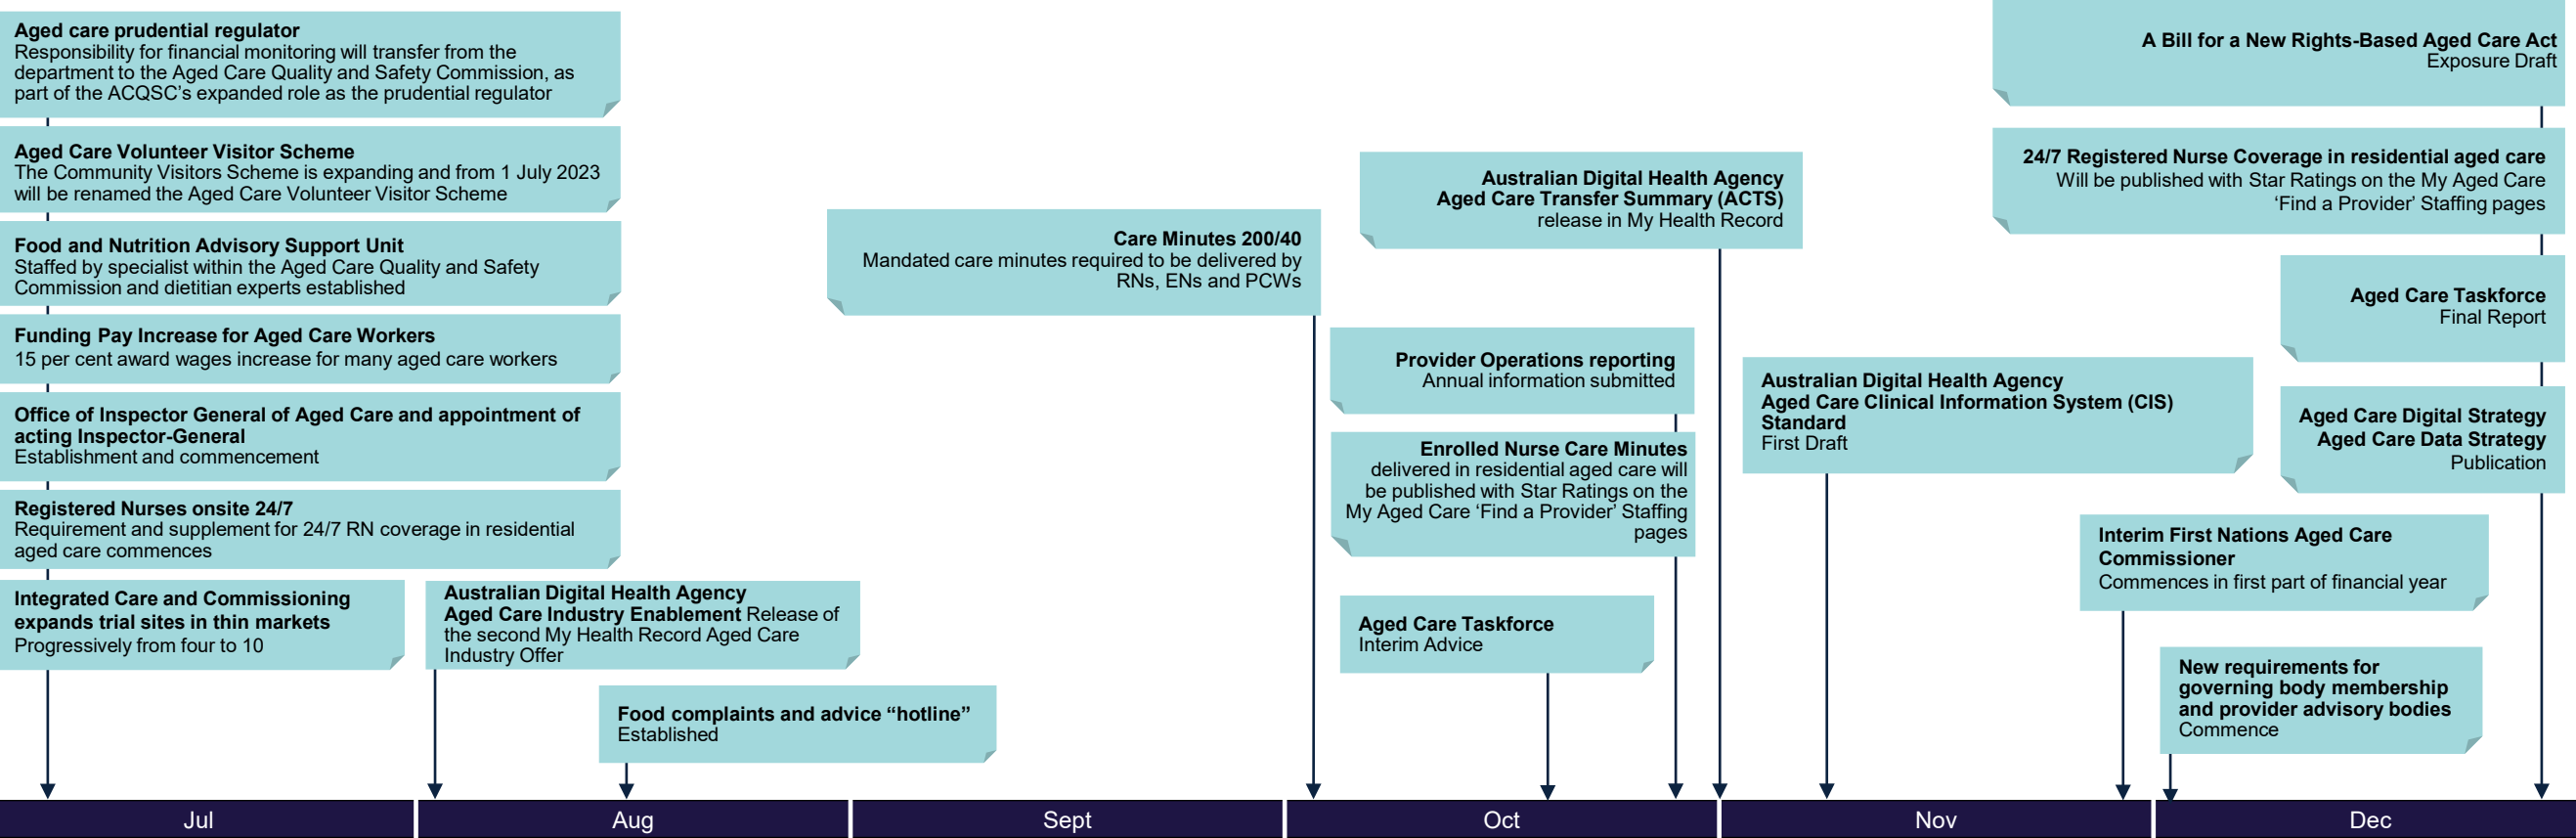 Aged care prudential regulator
Responsibility for financial monitoring will transfer from the
department to the Aged Care Quality and Safety Commission, as
part of the ACQSC's expanded role as the prudential regulator
Aged Care Volunteer Visitor Scheme
The Community Visitors Scheme is expanding and from 1 July 2023
will be renamed the Aged Care Volunteer Visitor Scheme
Food and Nutrition Advisory Support Unit
Staffed by specialist within the Aged Care Quality and Safety
Commission and dietitian experts established
Funding Pay Increase for Aged Care Workers
15 per cent award wages increase for many aged care workers
Office of Inspector General of Aged Care and appointment of
acting Inspector-General
Establishment and commencement
Registered Nurses onsite 24/7
Requirement and supplement for 24/7 RN coverage in residential
aged care commences
Integrated Care and Commissioning
expands trial sites in thin markets
Progressively from four to 10
Australian Digital Health Agency
Aged Care Industry Enablement Release of
the second My Health Record Aged Care
Industry Offer
Food complaints and advice “hotline”
Established
Care Minutes 200/40
Mandated care minutes required to be delivered by
RNs, ENs and PCWs
Australian Digital Health Agency
Aged Care Transfer Summary (ACTS)
release in My Health Record
Provider Operations reporting
Annual information submitted
Enrolled Nurse Care Minutes
delivered in residential aged care will
be published with Star Ratings on the
My Aged Care ‘Find a Provider’ Staffing
pages
Aged Care Taskforce
Interim Advice
Australian Digital Health Agency
Aged Care Clinical Information System (CIS)
Standard
First Draft
A Bill for a New Rights-Based Aged Care Act
Exposure Draft
24/7 Registered Nurse Coverage in residential aged care
Will be published with Star Ratings on the My Aged Care
‘Find a Provider’ Staffing pages
Aged Care Taskforce
Final Report
Aged Care Digital Strategy
Aged Care Data Strategy
Publication
Interim First Nations Aged Care
Commissioner
Commences in first part of financial year
New requirements for
governing body membership
and provider advisory bodies
Commence
Jul
Aug
Sept
Oct
Nov
Dec